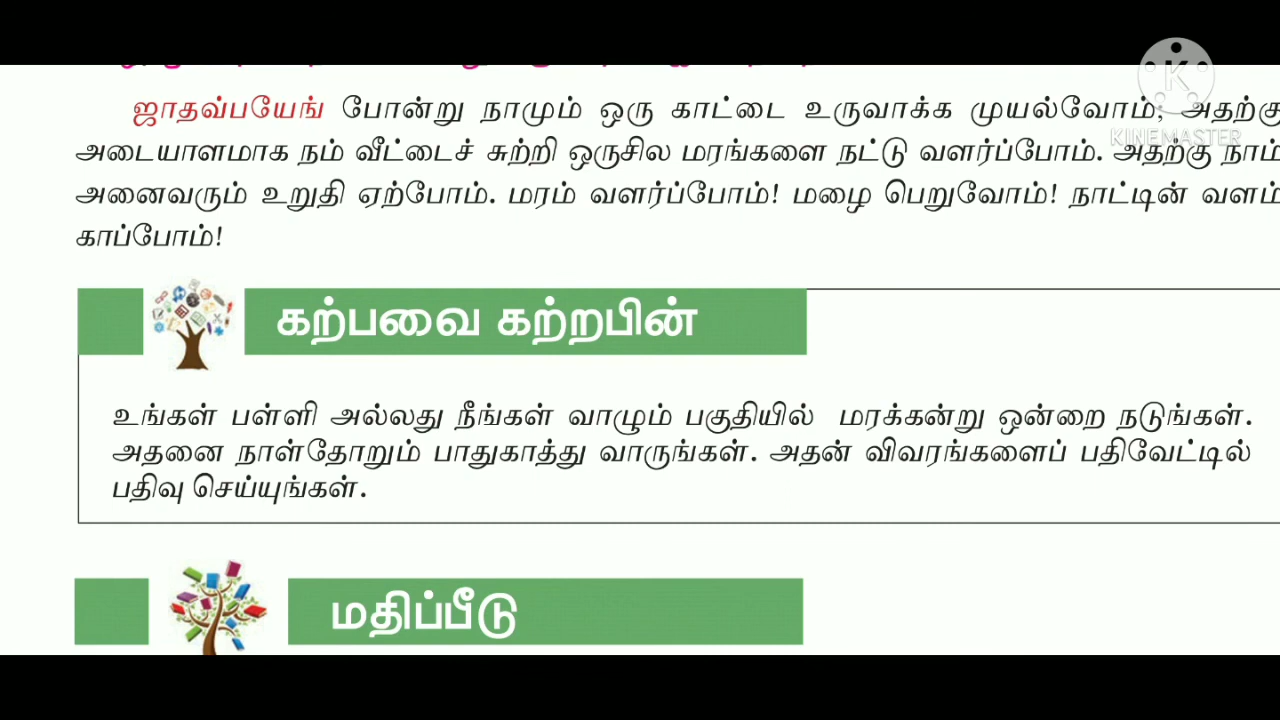 ஜாதவ்பயேங் போன்று நாமும் ஒரு காட்டை உருவாக்க முயல்வோம்; அதற்கு
அடையாளமாக நம் வீட்டைச் சுற்றி ஒருசில மரங்களை நட்டு வளர்ப்போம். அதற்கு நாம்
அனைவரும் உறுதி ஏற்போம். மரம் வளர்ப்போம்! மழை பெறுவோம்! நாட்டின் வளம்
காப்போம்!
கற்பவை கற்றபின்
உங்கள் பள்ளி அல்லது நீங்கள் வாழும் பகுதியில் மரக்கன்று ஒன்றை நடுங்கள்.
அதனை நாள்தோறும் பாதுகாத்து வாருங்கள். அதன் விவரங்களைப் பதிவேட்டில்
பதிவு செய்யுங்கள்.
மதிப்பீடு
K
KINEMASTER